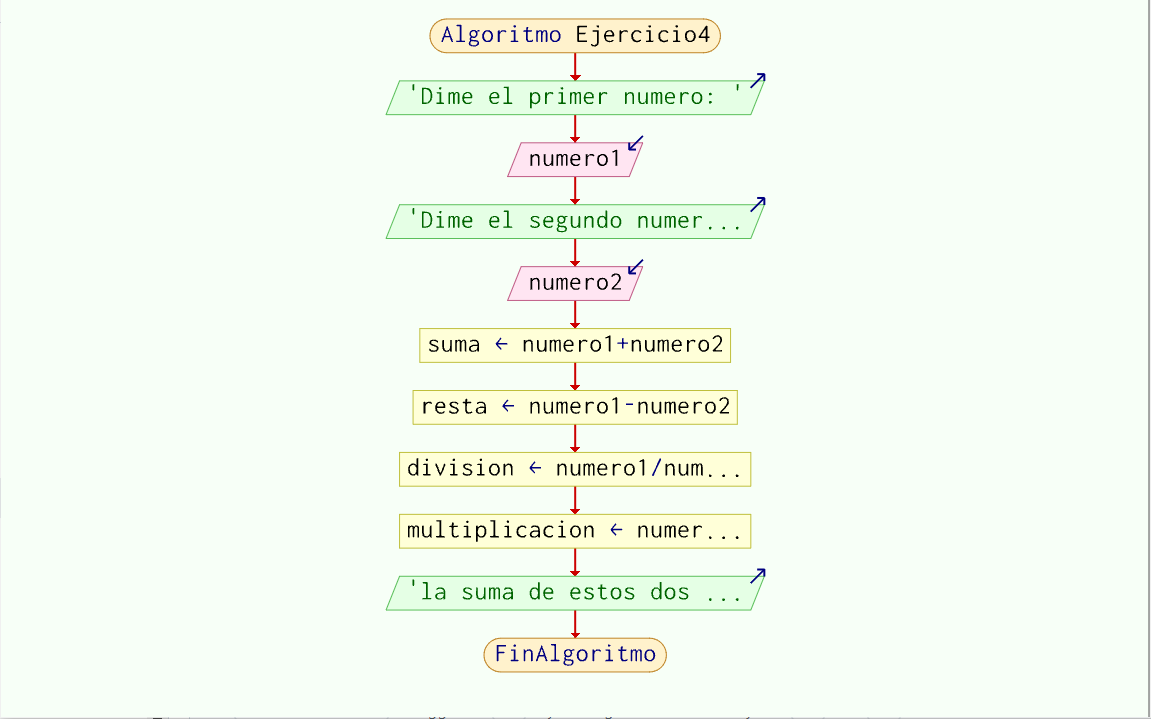 Algoritmo Ejercicio4
'Dime el primer numero: '
numero1
'Dime el segundo numer...
numero2
suma ← numero1+numero2
resta ← numero1-numero2
division ← numero1/num...
multiplicacion ← numer...
'la suma de estos dos ...
FinAlgoritmo